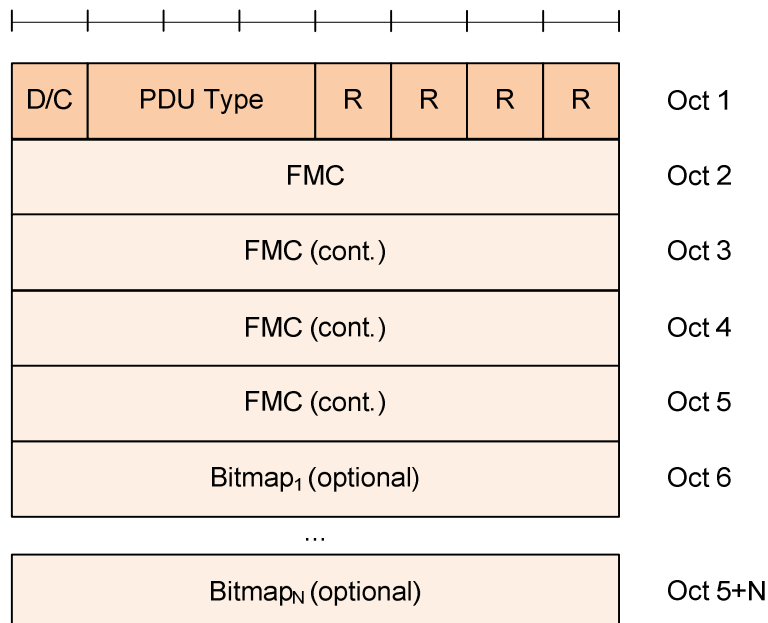 D/C PDU Type R R R R Oct 1
FMC Oct 2
FMC (cont.) Oct 3
FMC (cont.) Oct 4
FMC (cont.) Oct 5
Bitmap₁ (optional) Oct 6
...
Bitmap_N (optional) Oct 5+N